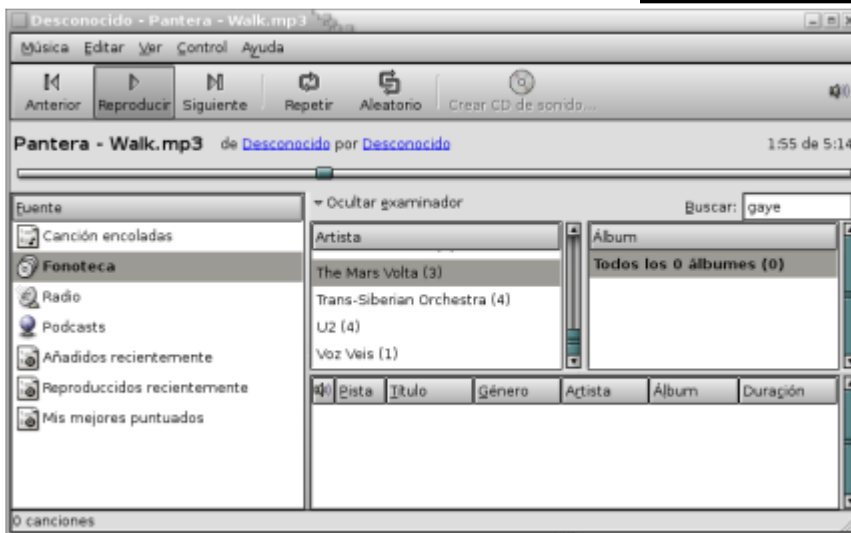 Desconocido - Pantera - Walk.mp3
Música Editar Ver Control Ayuda
Anterior Reproducir Siguiente Repetir Aleatorio Crear CD de sonido...
Pantera - Walk.mp3 de Desconocido por Desconocido 1:55 de 5:14
Fuente
Canción encoladas
Fonoteca
Radio
Podcasts
Añadidos recientemente
Reproduccidos recientemente
Mis mejores puntuados
Ocultar examinador Buscar: gaye
Artista
The Mars Volta (3)
Trans-Siberian Orchestra (4)
U2 (4)
Voz Veis (1)
Álbum
Todos los 0 álbumes (0)
Pista Título Género Artista Álbum Duración
0 canciones